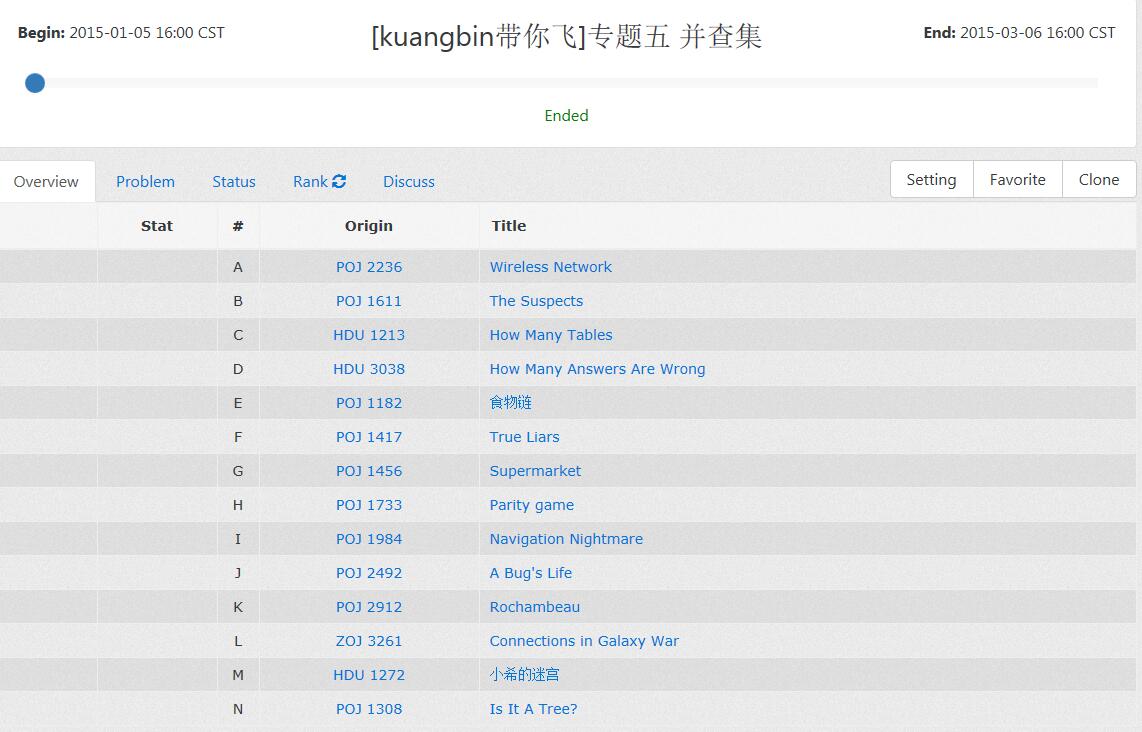 Begin: 2015-01-05 16:00 CST [kuangbin带你飞]专题五 并查集 End: 2015-03-06 16:00 CST
Ended
Overview Problem Status Rank Discuss Setting Favorite Clone
Stat # Origin Title
A POJ 2236 Wireless Network
B POJ 1611 The Suspects
C HDU 1213 How Many Tables
D HDU 3038 How Many Answers Are Wrong
E POJ 1182 食物链
F POJ 1417 True Liars
G POJ 1456 Supermarket
H POJ 1733 Parity game
I POJ 1984 Navigation Nightmare
J POJ 2492 A Bug's Life
K POJ 2912 Rochambeau
L ZOJ 3261 Connections in Galaxy War
M HDU 1272 小希的迷宫
N POJ 1308 Is It A Tree?